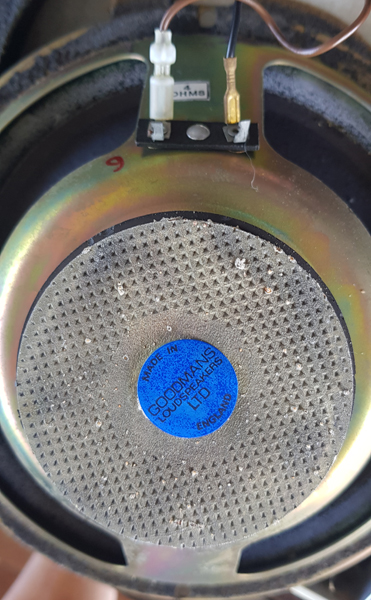 4
OHMS
9
MADE IN
GOODMANS
LOUDSPEAKERS
LTD
ENGLAND